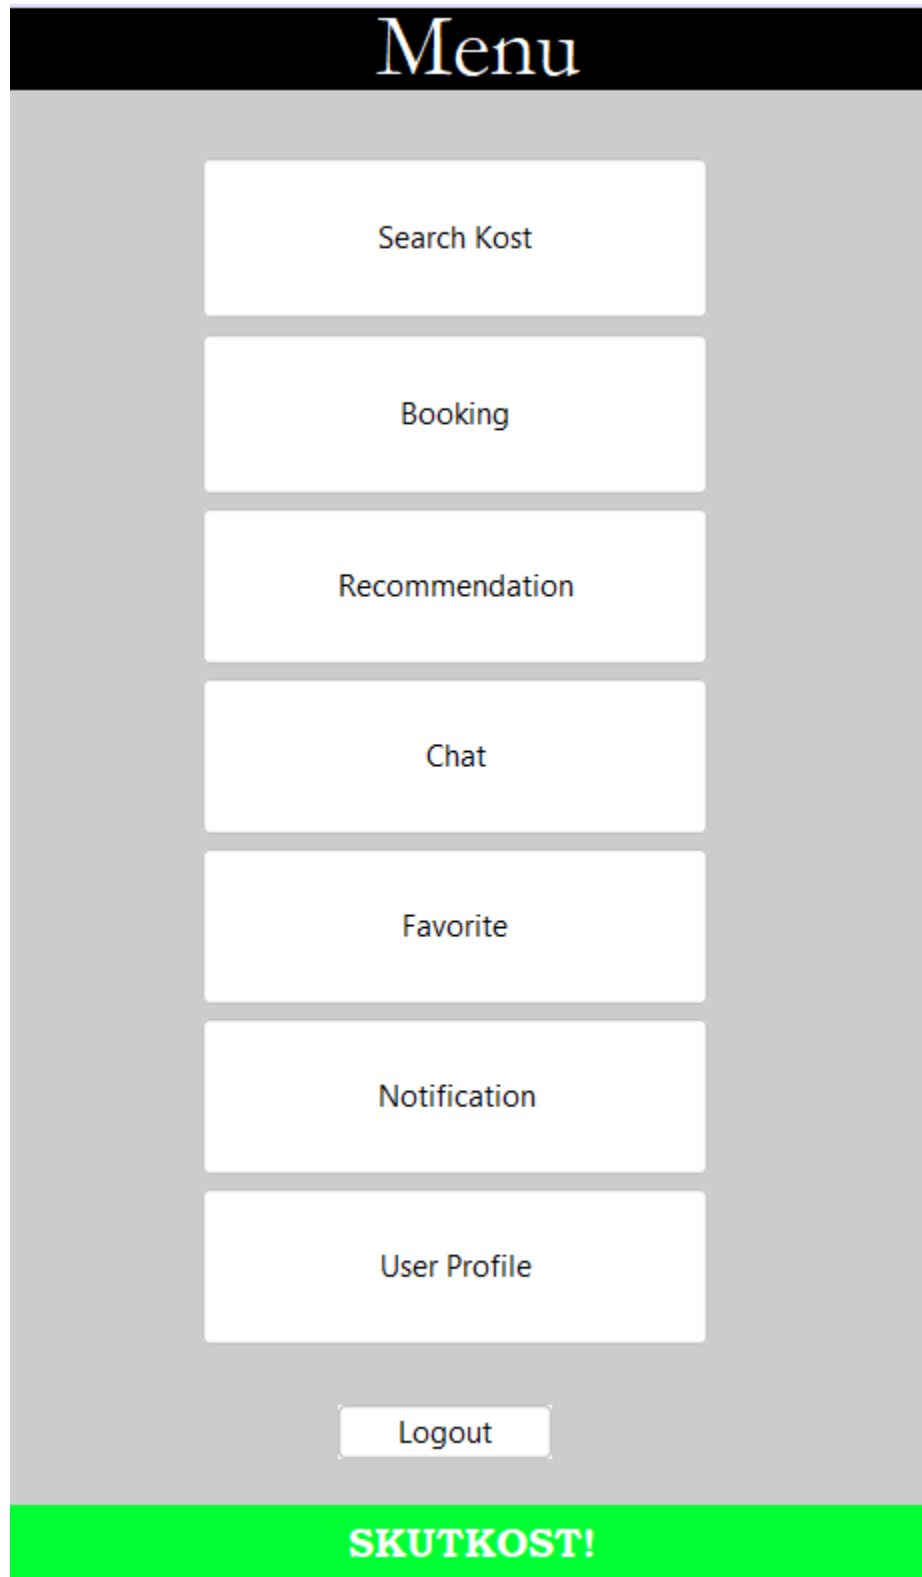 Menu
Search Kost
Booking
Recommendation
Chat
Favorite
Notification
User Profile
Logout
SKUTKOST!